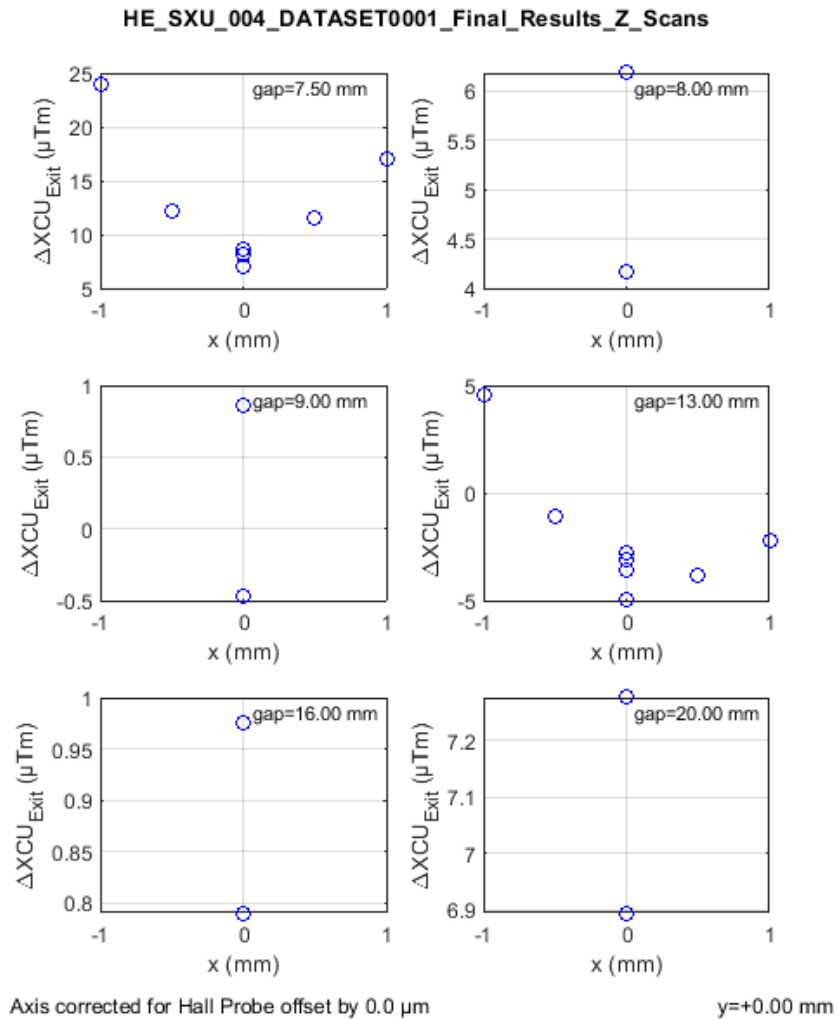 HE_SXU_004_DATASET0001_Final_Results_Z_Scans
gap=7.50 mm
25
20
15
10
5
-1
0
1
x (mm)
ΔXCU_Exit (µTm)
gap=8.00 mm
6
5.5
5
4.5
4
-1
0
1
x (mm)
ΔXCU_Exit (µTm)
gap=9.00 mm
1
0.5
0
-0.5
-1
0
1
x (mm)
ΔXCU_Exit (µTm)
gap=13.00 mm
5
0
-5
-1
0
1
x (mm)
ΔXCU_Exit (µTm)
gap=16.00 mm
1
0.95
0.9
0.85
0.8
-1
0
1
x (mm)
ΔXCU_Exit (µTm)
gap=20.00 mm
7.2
7.1
7
6.9
-1
0
1
x (mm)
ΔXCU_Exit (µTm)
Axis corrected for Hall Probe offset by 0.0 µm
y=+0.00 mm